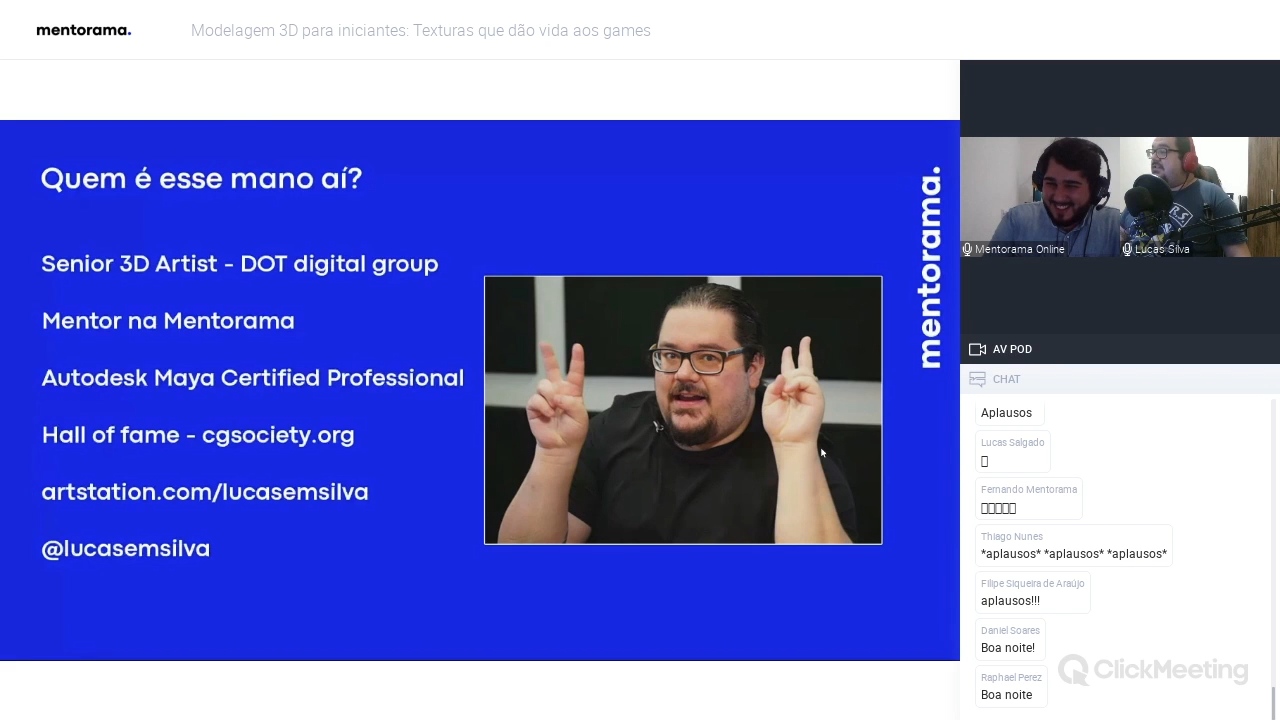 mentorama.
Modelagem 3D para iniciantes: Texturas que dão vida aos games
Quem é esse mano aí?
Senior 3D Artist - DOT digital group
Mentor na Mentorama
Autodesk Maya Certified Professional
Hall of fame - cgsociety.org
artstation.com/lucasemsilva
@lucasemsilva
mentorama.
Mentorama Online
Lucas Silva
AV POD
CHAT
Aplausos
Lucas Salgado
Fernando Mentorama
Thiago Nunes
*aplausos* *aplausos* *aplausos*
Filipe Siqueira de Araújo
aplausos!!!
Daniel Soares
Boa noite!
Raphael Perez
Boa noite
ClickMeeting